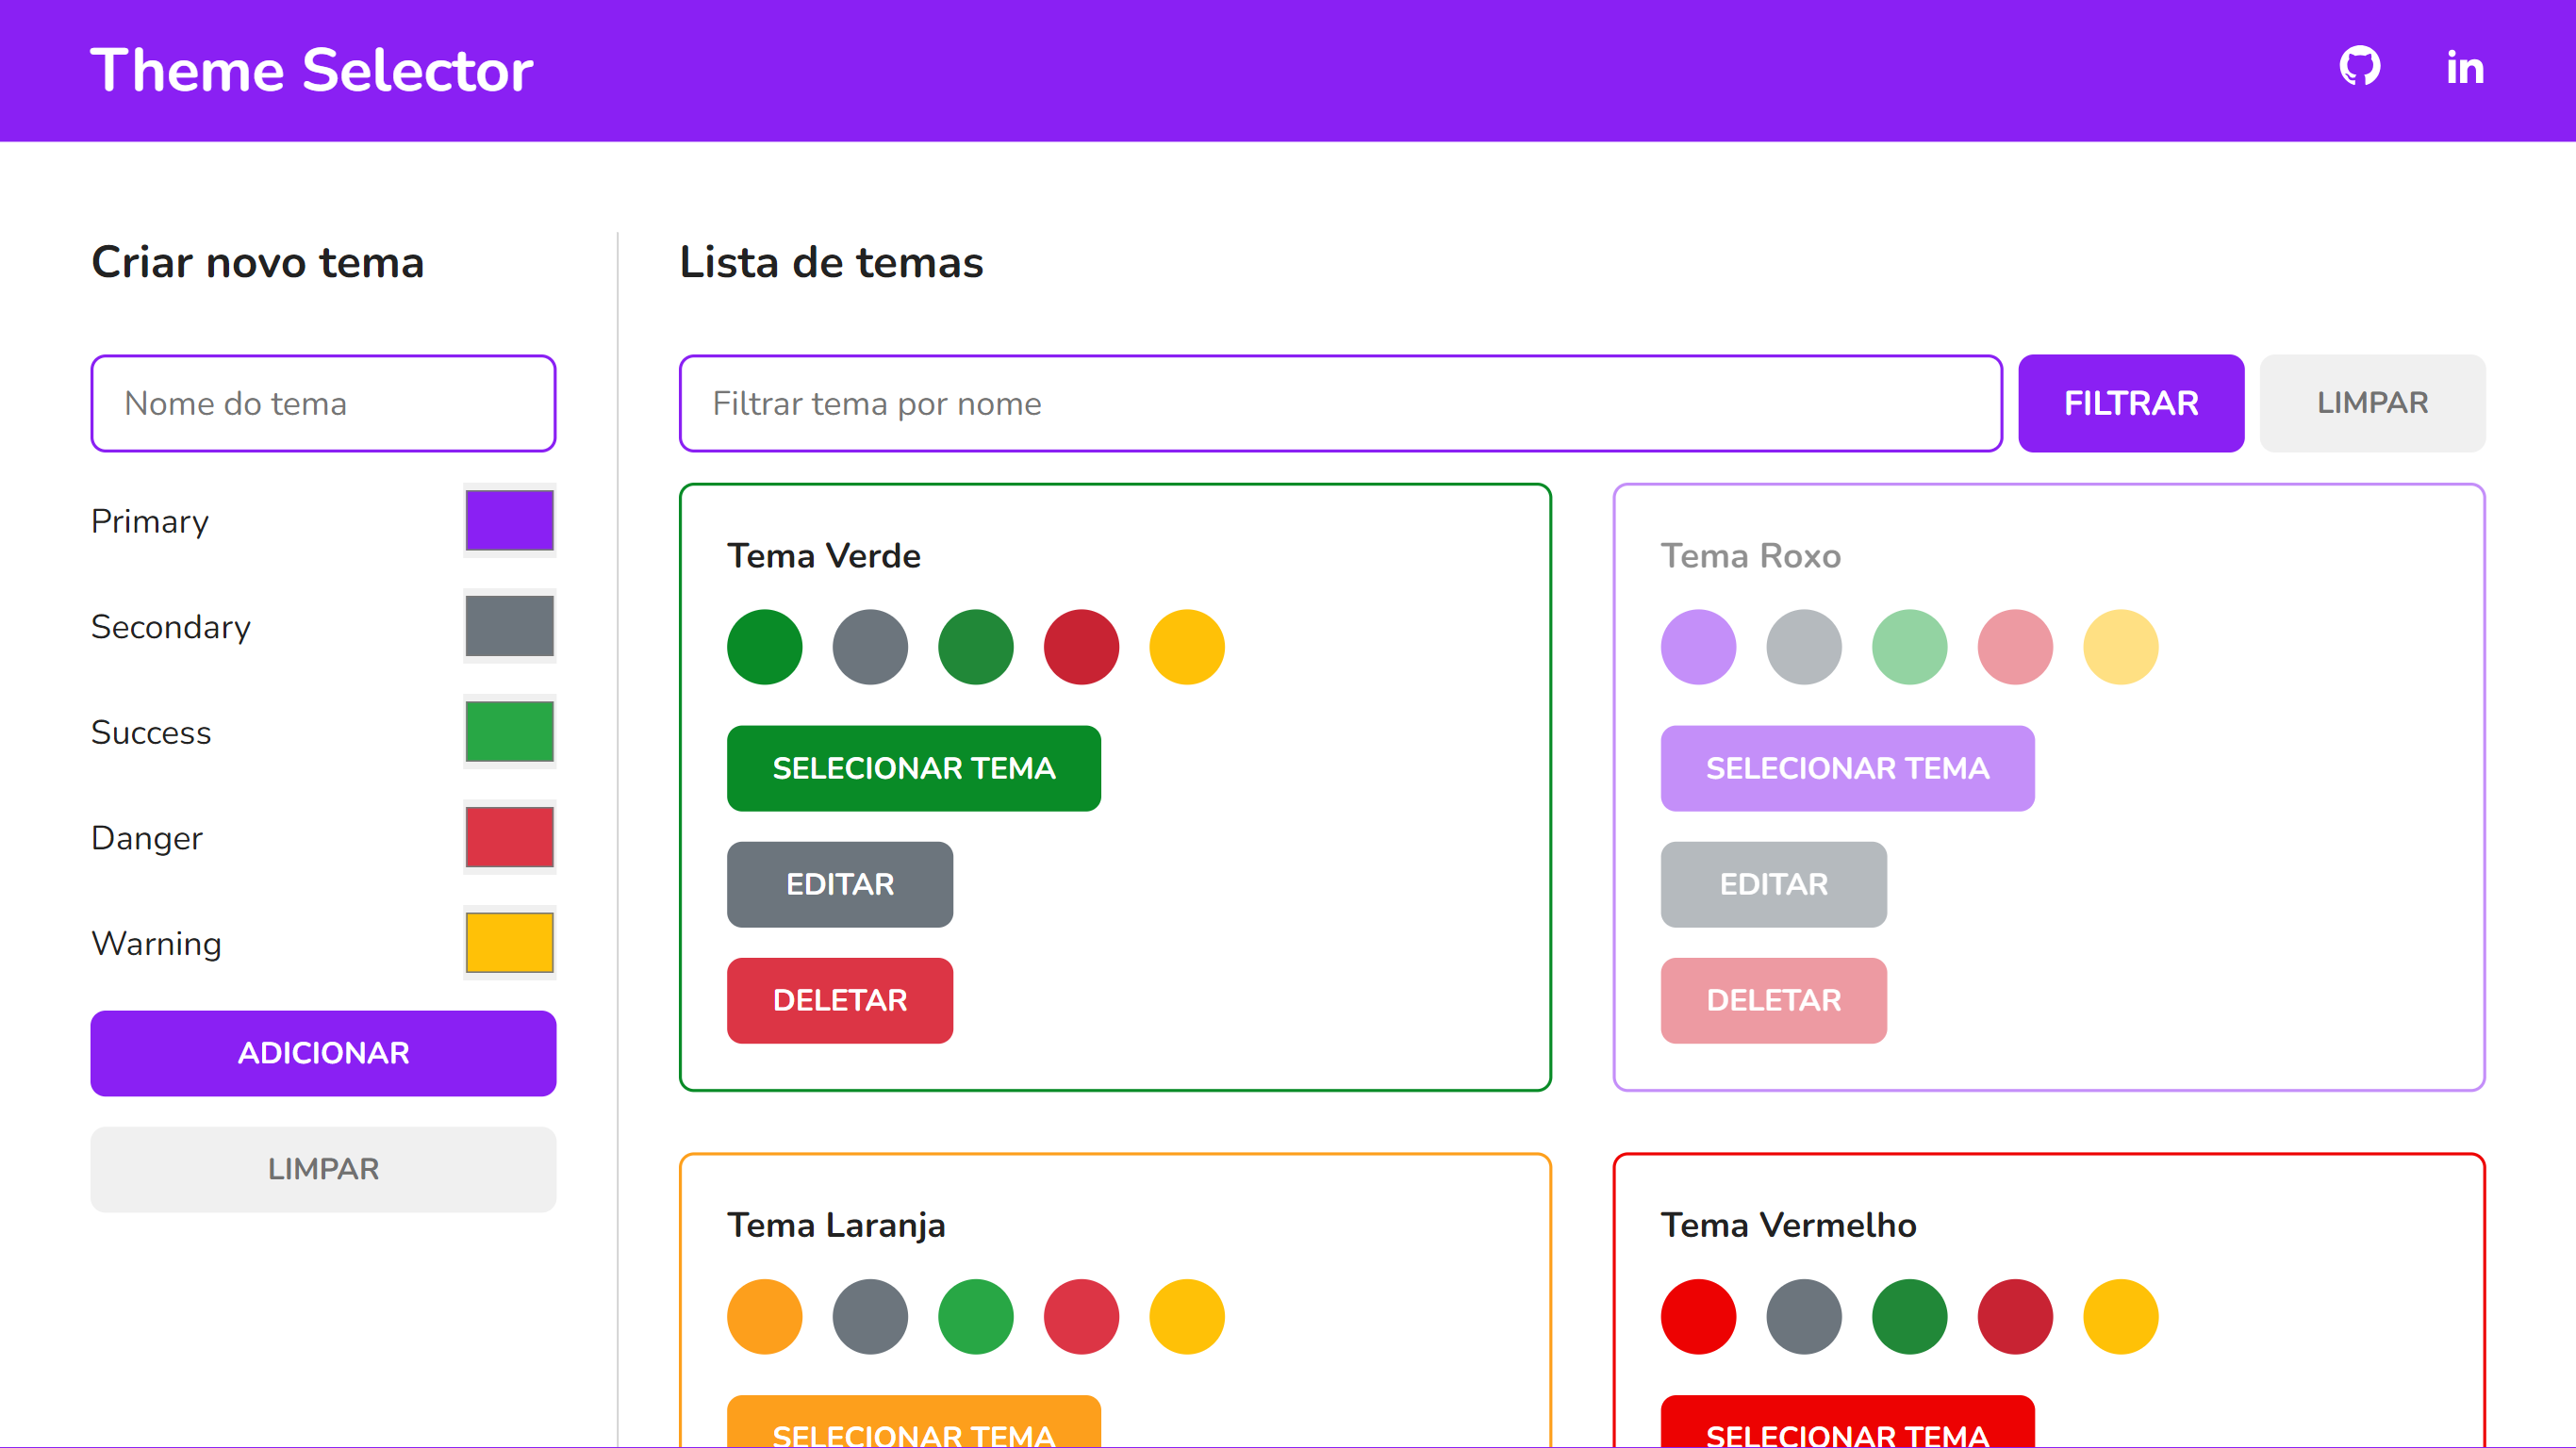 Theme Selector
in
Criar novo tema
Nome do tema
Primary
Secondary
Success
Danger
Warning
ADICIONAR
LIMPAR
Lista de temas
Filtrar tema por nome
FILTRAR
LIMPAR
Tema Verde
SELECIONAR TEMA
EDITAR
DELETAR
Tema Roxo
SELECIONAR TEMA
EDITAR
DELETAR
Tema Laranja
SELECIONAR TEMA
Tema Vermelho
SELECIONAR TEMA